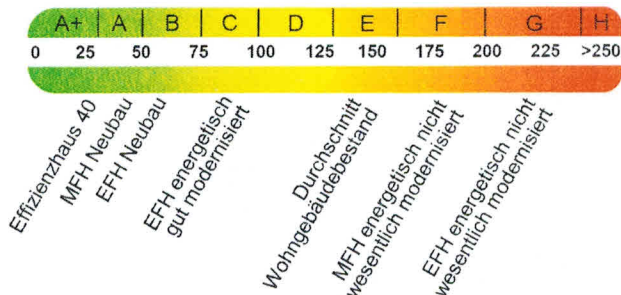 A+ A B C D E F G H
0 25 50 75 100 125 150 175 200 225 >250
Effizienzhaus 40
MFH Neubau
EFH Neubau
EFH energetisch
gut modernisiert
Durchschnitt
Wohngebäudebestand
MFH energetisch nicht
wesentlich modernisiert
EFH energetisch nicht
wesentlich modernisiert